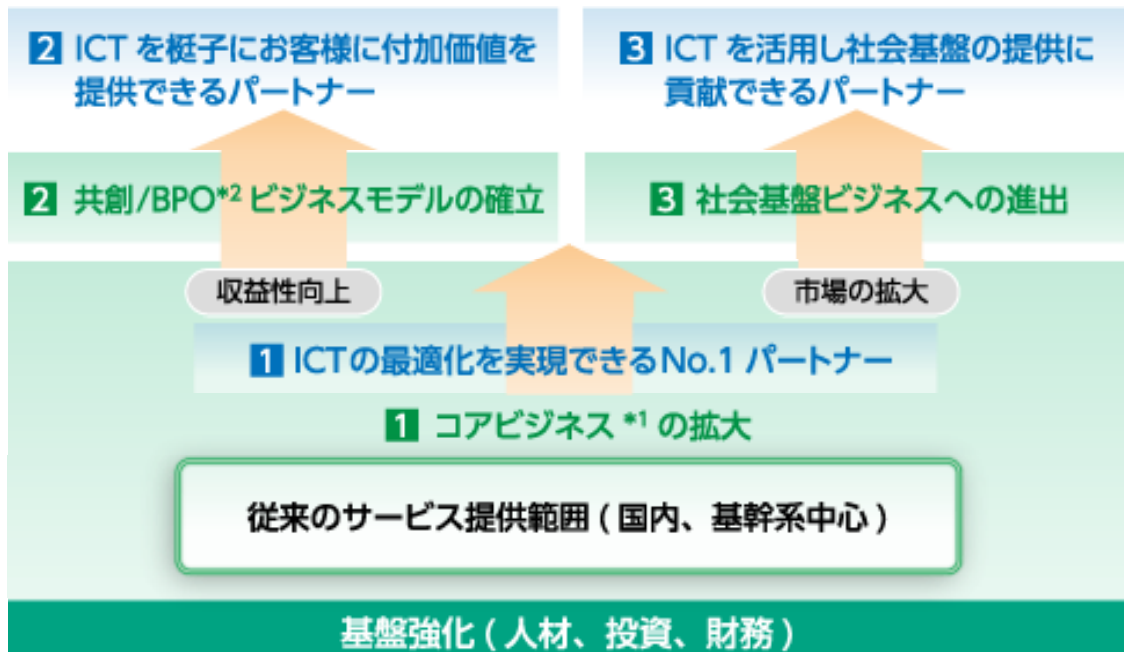 2 ICTを梃子にお客様に付加価値を
提供できるパートナー
3 ICTを活用し社会基盤の提供に
貢献できるパートナー
2 共創/BPO*2 ビジネスモデルの確立
3 社会基盤ビジネスへの進出
収益性向上
市場の拡大
1 ICTの最適化を実現できるNo.1 パートナー
1 コアビジネス *1 の拡大
従来のサービス提供範囲 ( 国内、基幹系中心 )
基盤強化 ( 人材、投資、財務 )